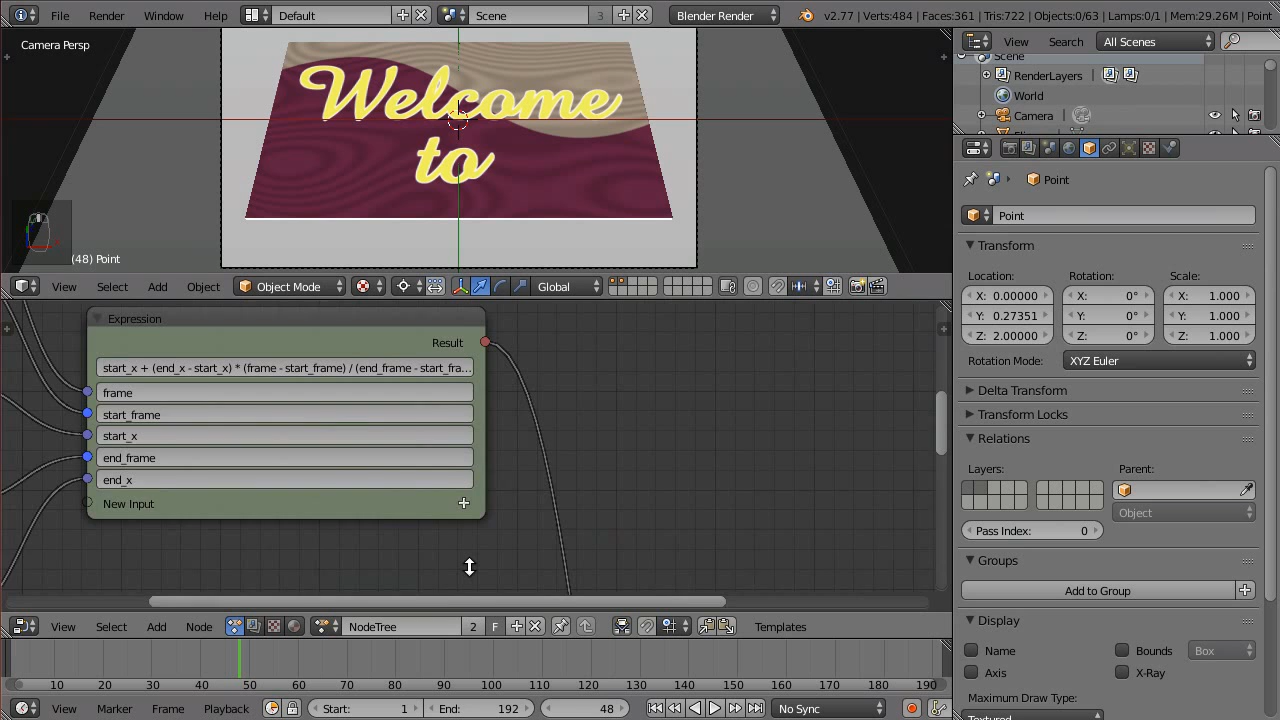 File
Render
Window
Help
Default
Scene
3
Blender Render
v2.77 | Verts:484 | Faces:361 | Tris:722 | Objects:0/63 | Lamps:0/1 | Mem:29.26M | Point
Camera Persp
Welcome
to
(48) Point
View
Select
Add
Object
Object Mode
Global
Expression
Result
start_x + (end_x - start_x) * (frame - start_frame) / (end_frame - start_fra...
frame
start_frame
start_x
end_frame
end_x
New Input
View
Select
Add
Node
NodeTree
2
F
Templates
10 20 30 40 50 60 70 80 90 100 110 120 130 140 150 160 170 180 190
View
Marker
Frame
Playback
Start: 1
End: 192
48
No Sync
View
Search
All Scenes
Scene
RenderLayers
World
Camera
Point
Point
Transform
Location:
Rotation:
Scale:
X: 0.00000
X: 0°
X: 1.000
Y: 0.27351
Y: 0°
Y: 1.000
Z: 2.00000
Z: 0°
Z: 1.000
Rotation Mode:
XYZ Euler
Delta Transform
Transform Locks
Relations
Layers:
Parent:
Object
Pass Index: 0
Groups
Add to Group
Display
Name
Bounds
Box
Axis
X-Ray
Maximum Draw Type:
Textured